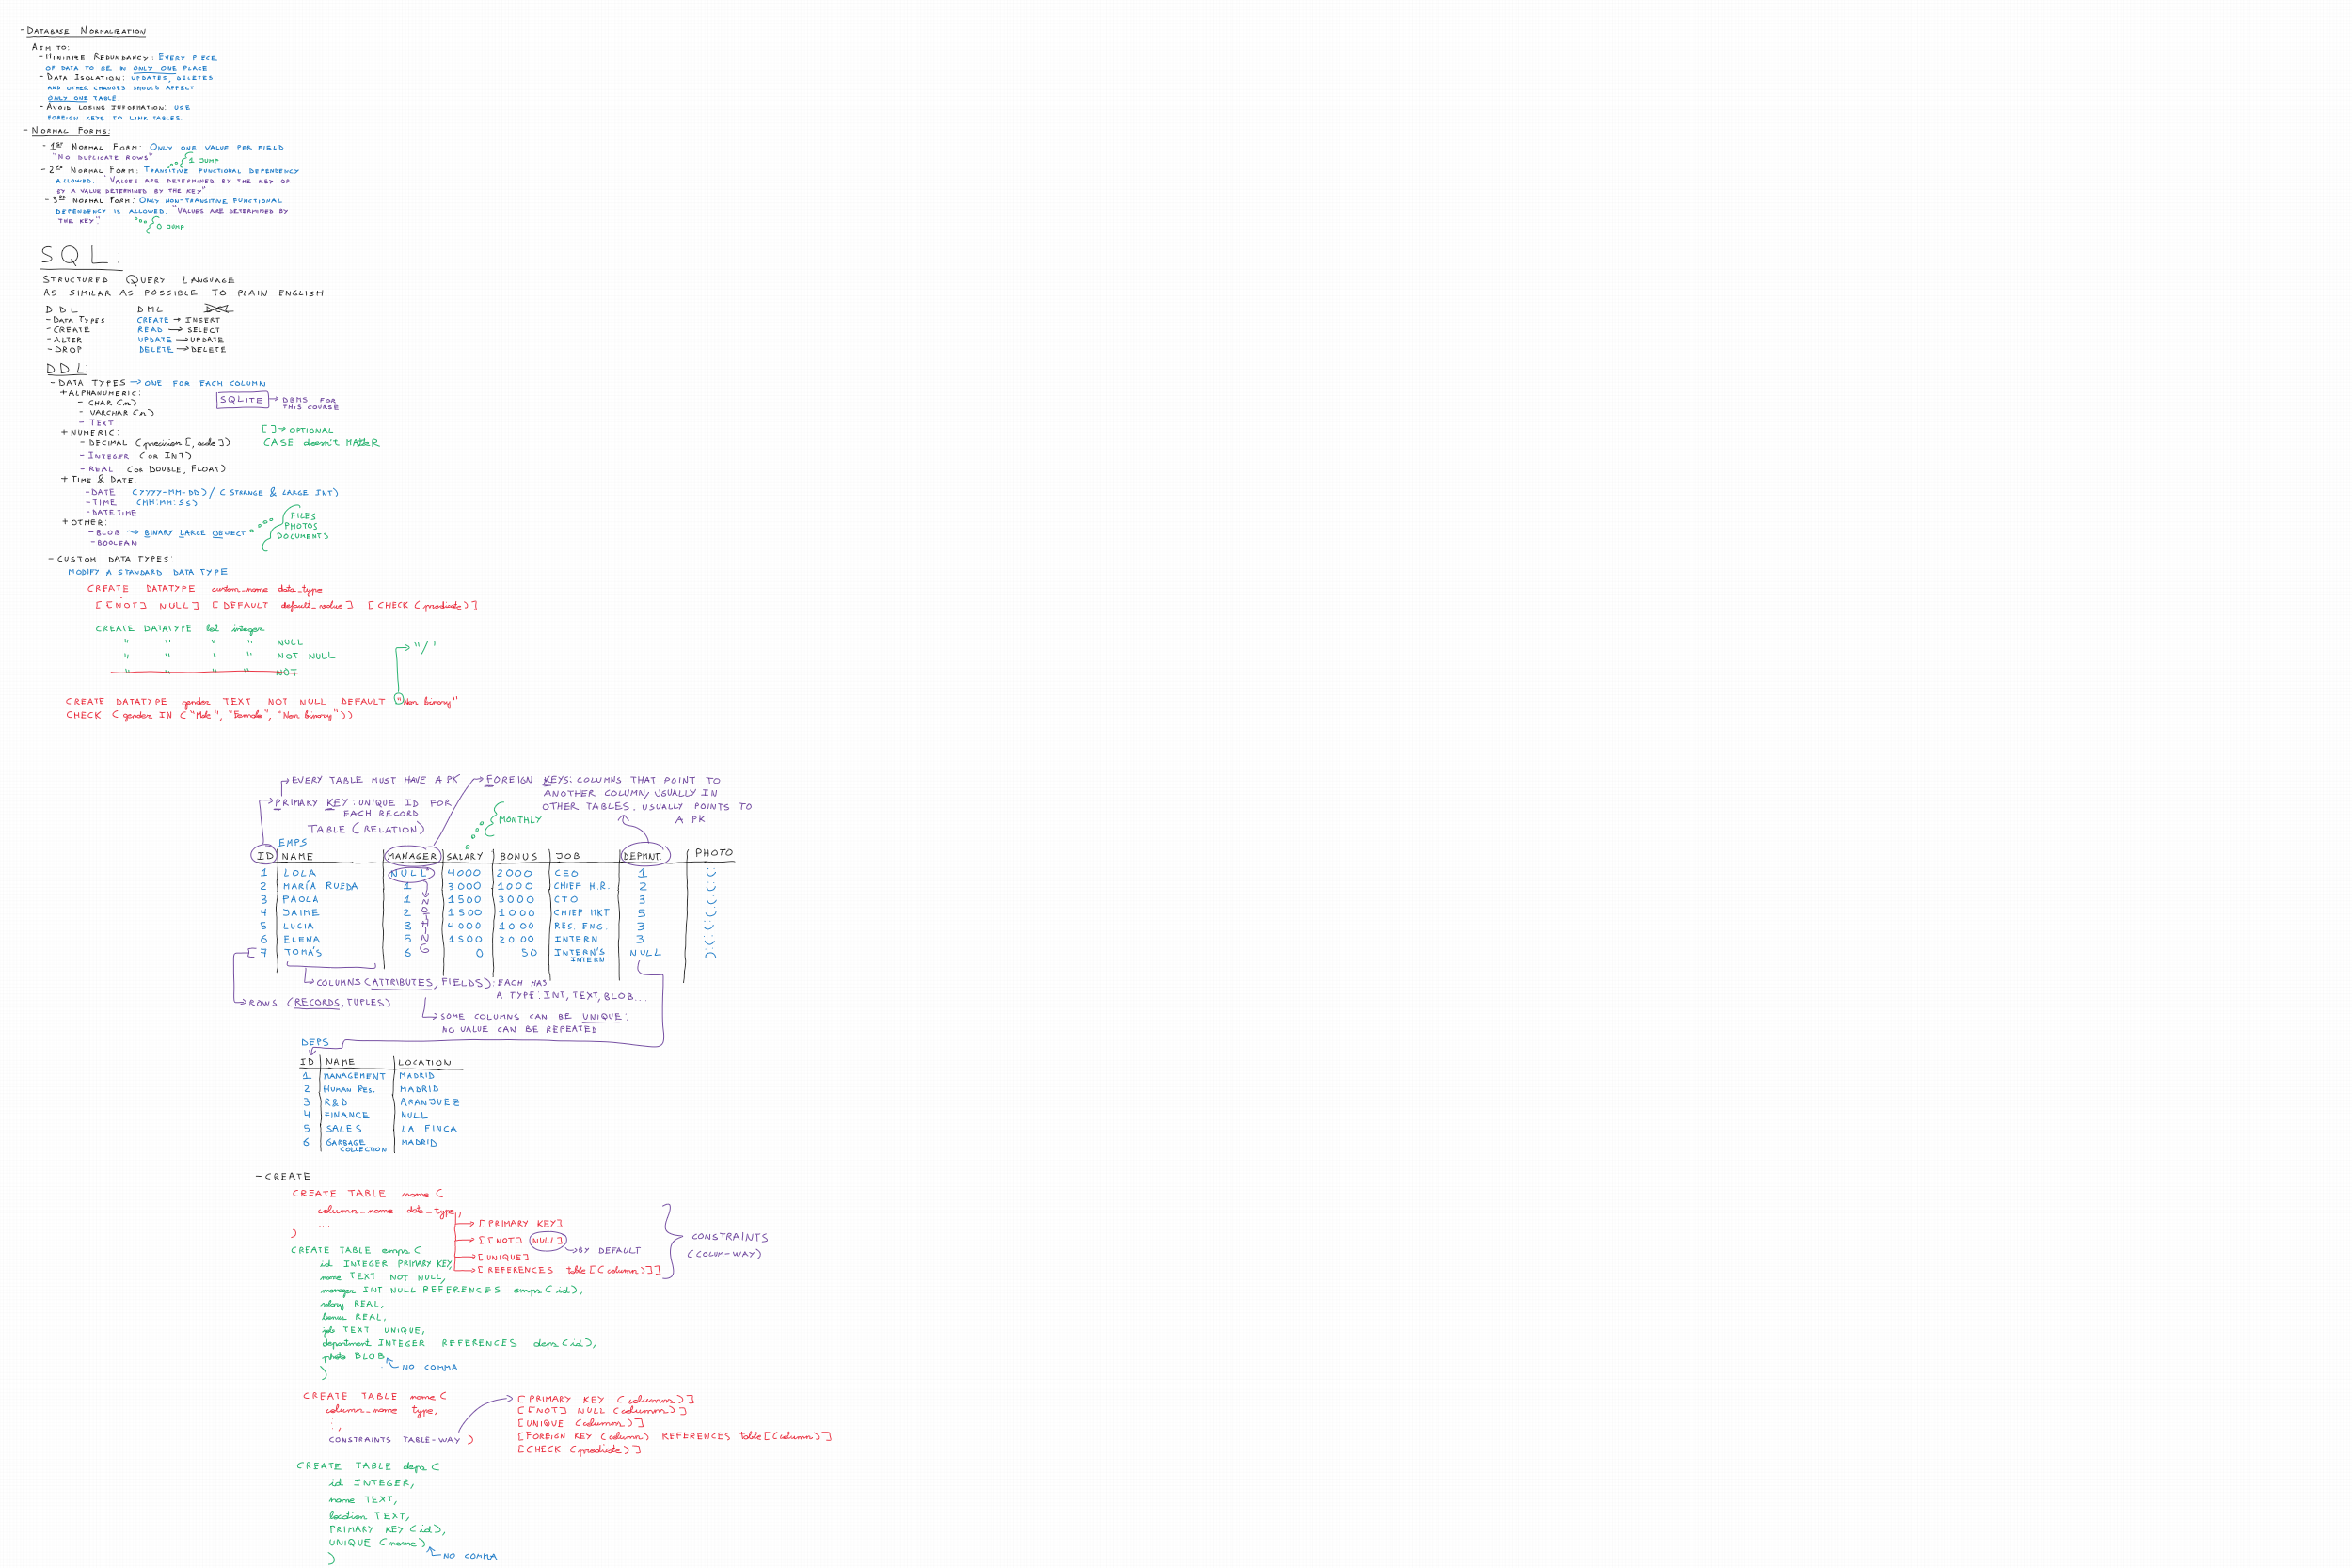 - DATABASE NORMALIZATION
AIM TO:
- MINIMIZE REDUNDANCY: EVERY PIECE
OF DATA TO BE IN ONLY ONE PLACE
- DATA ISOLATION: UPDATES, DELETES
AND OTHER CHANGES SHOULD AFFECT
ONLY ONE TABLE.
- AVOID LOSING INFORMATION: USE
FOREIGN KEYS TO LINK TABLES.
- NORMAL FORMS:
- 1ST NORMAL FORM: ONLY ONE VALUE PER FIELD
"NO DUPLICATE ROWS"
1 JUMP
- 2ND NORMAL FORM: TRANSITIVE FUNCTIONAL DEPENDENCY
ALLOWED. "VALUES ARE DETERMINED BY THE KEY OR
BY A VALUE DETERMINED BY THE KEY"
- 3RD NORMAL FORM: ONLY NON-TRANSITIVE FUNCTIONAL
DEPENDENCY IS ALLOWED. "VALUES ARE DETERMINED BY
THE KEY".
0 JUMP
SQL:
STRUCTURED QUERY LANGUAGE
AS SIMILAR AS POSSIBLE TO PLAIN ENGLISH
DDL DML DCL
- DATA TYPES CREATE → INSERT
- CREATE READ → SELECT
- ALTER UPDATE → UPDATE
- DROP DELETE → DELETE
DDL:
- DATA TYPES → ONE FOR EACH COLUMN
+ ALPHANUMERIC:
- CHAR (n)
- VARCHAR (n)
- TEXT
SQLITE → DBMS FOR
THIS COURSE
+ NUMERIC:
[ ] → OPTIONAL
- DECIMAL (precision [, scale])
CASE doesn't MATteR
- INTEGER (OR INT)
- REAL (OR DOUBLE, FLOAT)
+ TIME & DATE:
- DATE (YYYY-MM-DD) / (STRANGE & LARGE INT)
- TIME (HH:MM:SS)
- DATETIME
+ OTHER:
- BLOB → BINARY LARGE OBJECT
FILES
PHOTOS
DOCUMENTS
- BOOLEAN
- CUSTOM DATA TYPES:
MODIFY A STANDARD DATA TYPE
CREATE DATATYPE custom_name data_type
[[NOT] NULL] [DEFAULT default_value] [CHECK (predicate)]
CREATE DATATYPE lol integer
" " " " NULL
" " " " NOT NULL
" " " " NOT
"/'
CREATE DATATYPE gender TEXT NOT NULL DEFAULT "Non binary"
CHECK (gender IN ("Male", "Female", "Non binary"))
EVERY TABLE MUST HAVE A PK
PRIMARY KEY: UNIQUE ID FOR
EACH RECORD
FOREIGN KEYS: COLUMNS THAT POINT TO
ANOTHER COLUMN, USUALLY IN
OTHER TABLES. USUALLY POINTS TO
A PK
MONTHLY
TABLE (RELATION)
EMPS
ID NAME MANAGER SALARY BONUS JOB DEPMNT. PHOTO
1 LOLA NULL 4000 2000 CEO 1 :)
2 MARÍA RUEDA 1 3000 1000 CHIEF H.R. 2 :)
3 PAOLA 1 1500 3000 CTO 3 :)
4 JAIME 2 1500 1000 CHIEF MKT 5 :)
5 LUCIA 3 4000 1000 RES. ENG. 3 :)
6 ELENA 5 1500 2000 INTERN 3 :)
7 TOMÁS 6 0 50 INTERN'S NULL :(
INTERN
NOTHING
COLUMNS (ATTRIBUTES, FIELDS): EACH HAS
A TYPE: INT, TEXT, BLOB...
ROWS (RECORDS, TUPLES)
SOME COLUMNS CAN BE UNIQUE:
NO VALUE CAN BE REPEATED
DEPS
ID NAME LOCATION
1 MANAGEMENT MADRID
2 HUMAN RES. MADRID
3 R&D ARANJUEZ
4 FINANCE NULL
5 SALES LA FINCA
6 GARBAGE MADRID
COLLECTION
- CREATE
CREATE TABLE name (
column_name data_type,
...
)
[PRIMARY KEY]
[[NOT] NULL]
BY DEFAULT
[UNIQUE]
[REFERENCES table [(column)]]
CONSTRAINTS
(COLUM-WAY)
CREATE TABLE emps (
id INTEGER PRIMARY KEY,
name TEXT NOT NULL,
manager INT NULL REFERENCES emps (id),
salary REAL,
bonus REAL,
job TEXT UNIQUE,
department INTEGER REFERENCES deps (id),
photo BLOB
NO COMMA
)
CREATE TABLE name (
column_name type,
:,
CONSTRAINTS TABLE-WAY )
[PRIMARY KEY (columns)]
[[NOT] NULL (columns)]
[UNIQUE (columns)]
[FOREIGN KEY (column) REFERENCES table [(column)]]
[CHECK (predicate)]
CREATE TABLE deps (
id INTEGER,
name TEXT,
location TEXT,
PRIMARY KEY (id),
UNIQUE (name)
NO COMMA
)